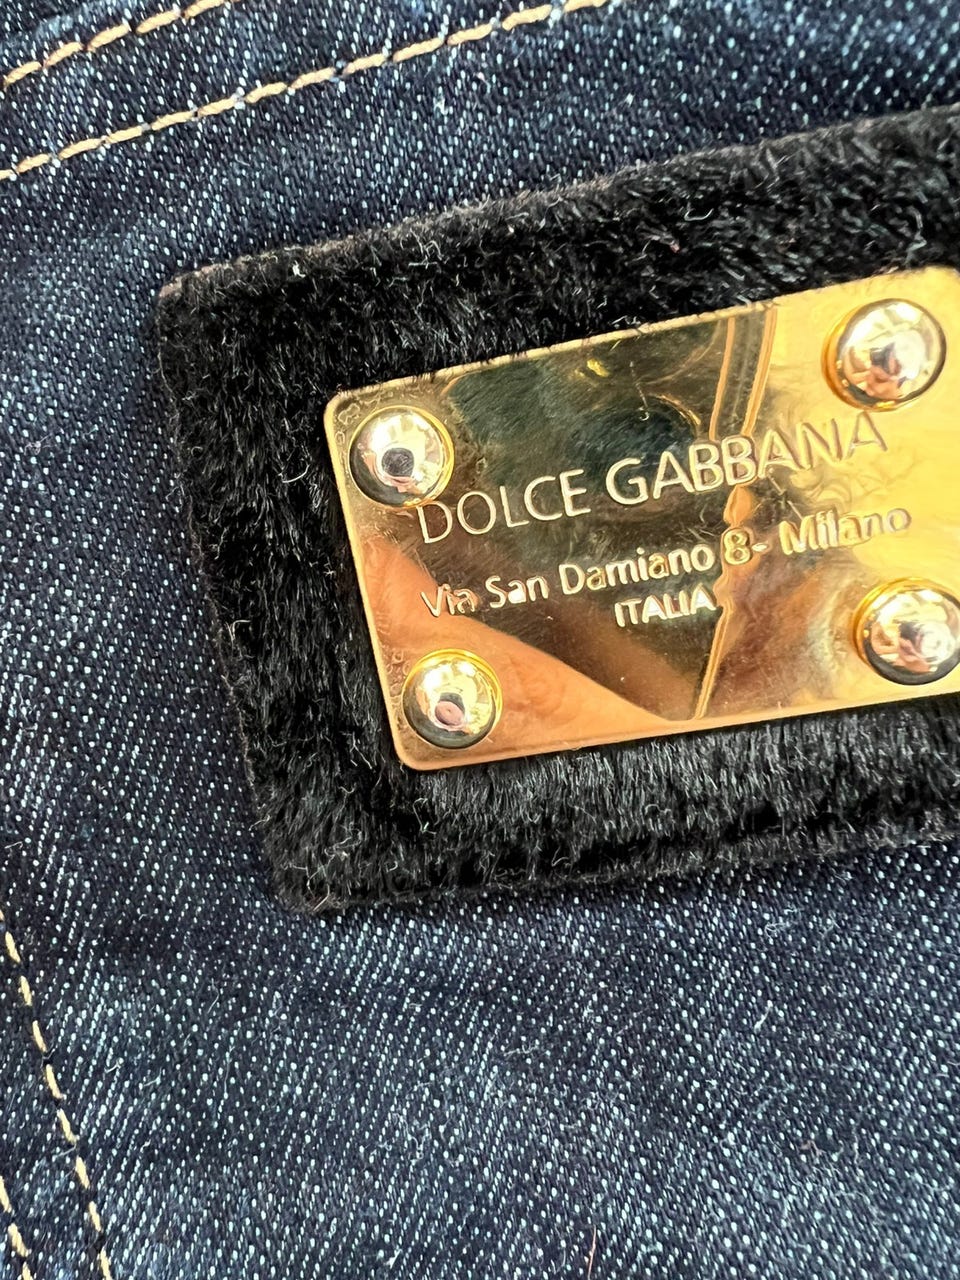 DOLCE GABBANA
Via San Damiano 8- Milano
ITALIA